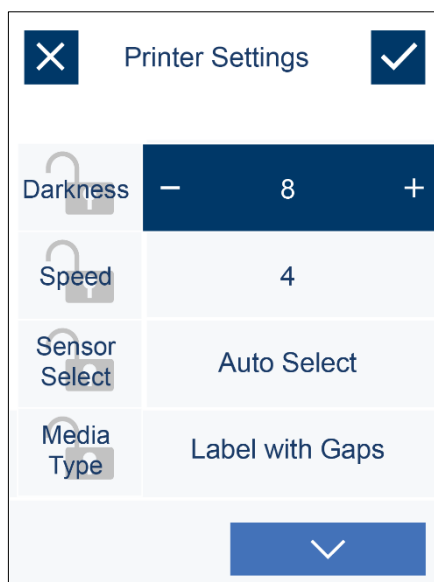 Printer Settings
Darkness - 8 +
Speed 4
Sensor
Select Auto Select
Media
Type Label with Gaps